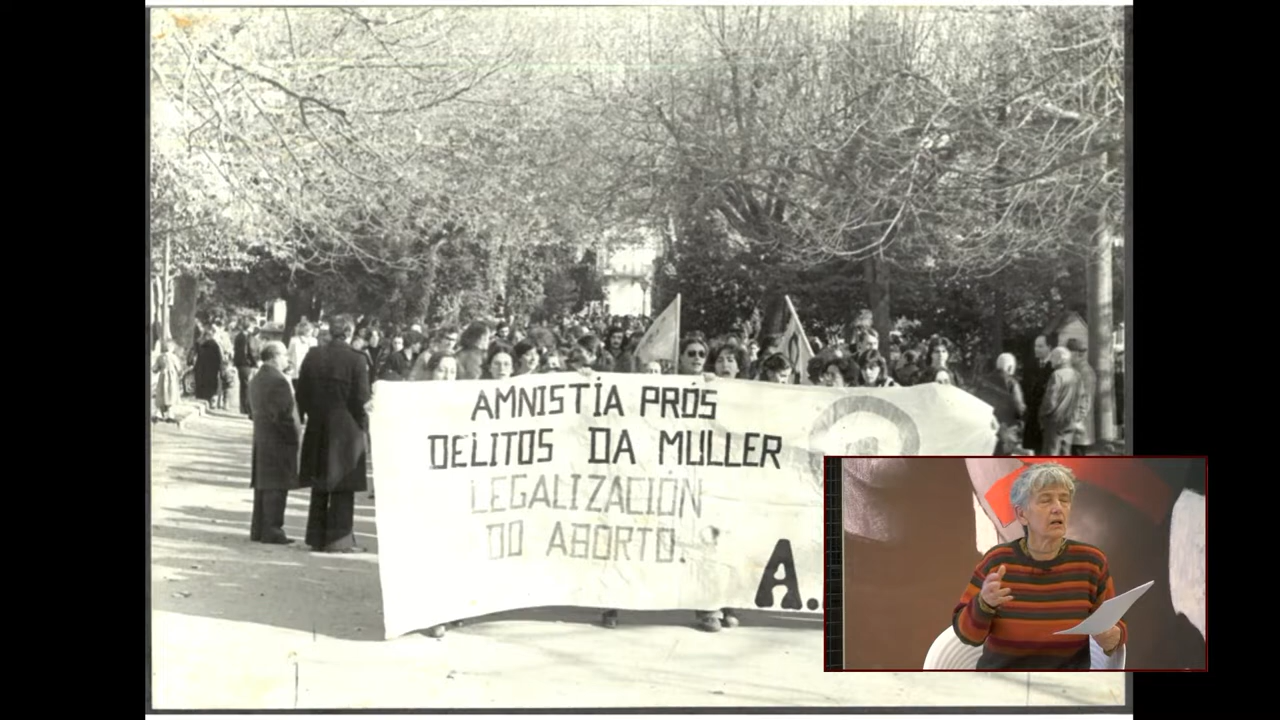 AMNISTÍA PRÓS
DELITOS DA MULLER
LEGALIZACIÓN
DO ABORTO.
A.